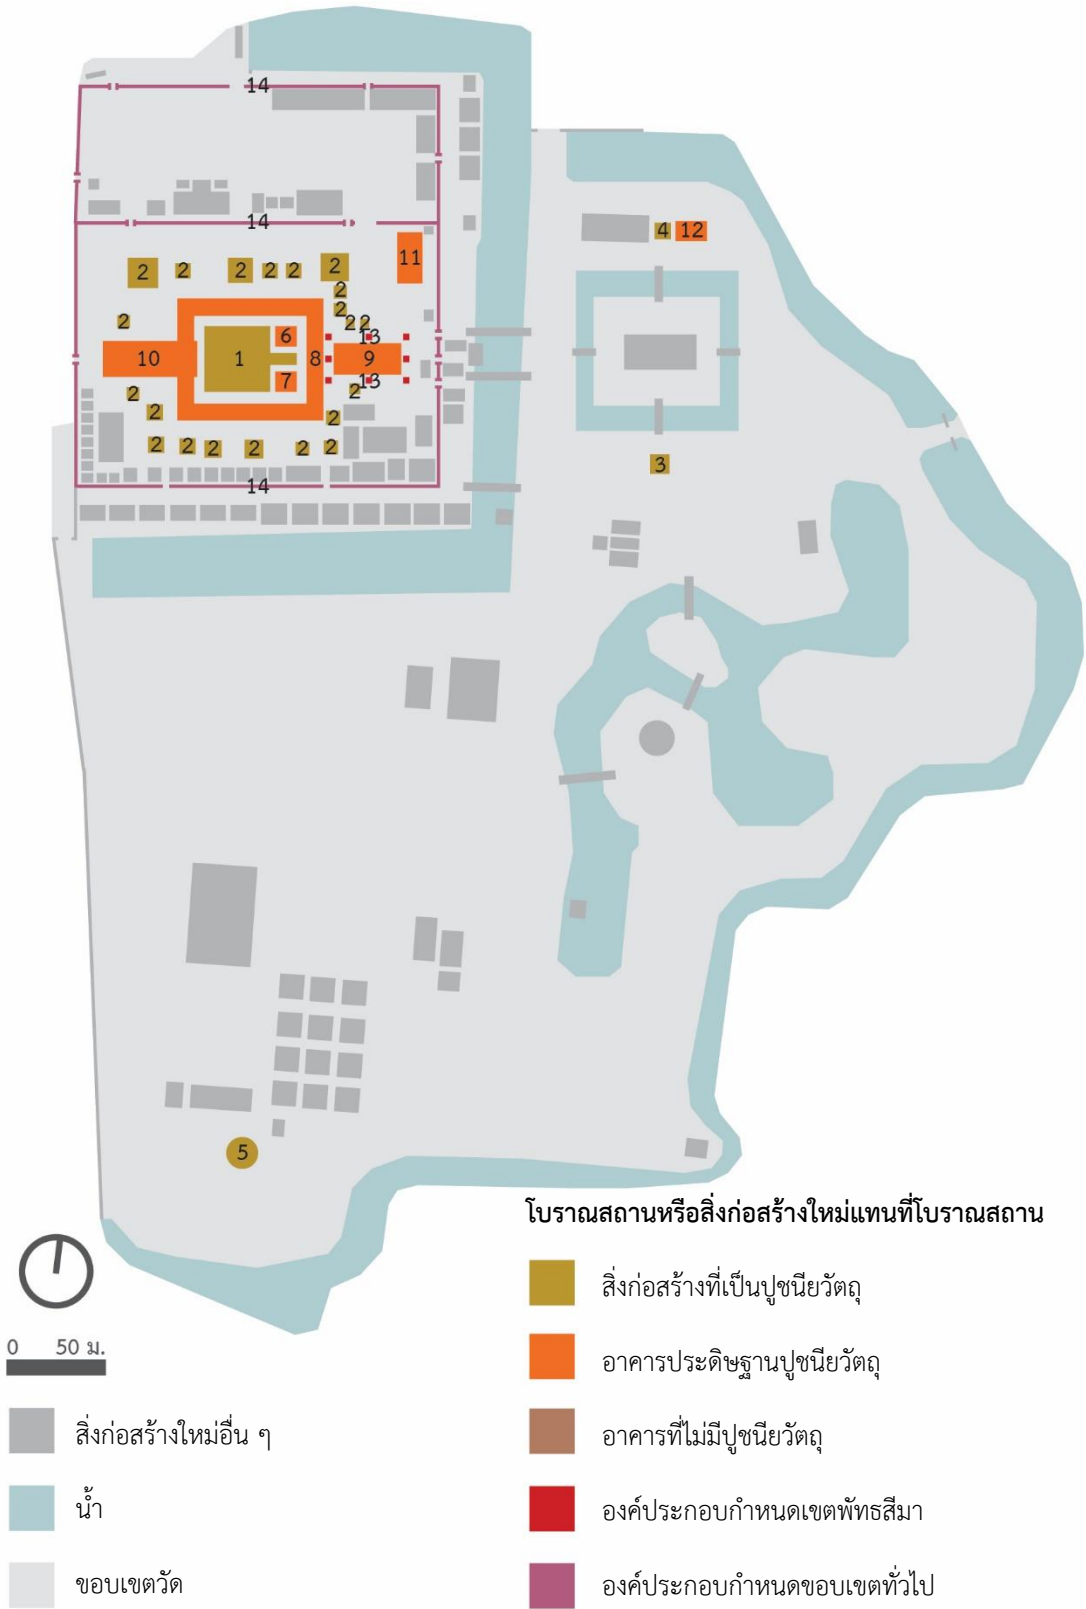 14
14
4 12
2 2 2 2 2 2 11
2
2
2 2 2
13
6
10 1 8 9
7
13
2 2
2 2
2 2 2 2 2 2
3
14
5
โบราณสถานหรือสิ่งก่อสร้างใหม่แทนที่โบราณสถาน
สิ่งก่อสร้างที่เป็นปูชนียวัตถุ
0 50 ม.
อาคารประดิษฐานปูชนียวัตถุ
สิ่งก่อสร้างใหม่อื่น ๆ
อาคารที่ไม่มีปูชนียวัตถุ
น้ำ
องค์ประกอบกำหนดเขตพัทธสีมา
ขอบเขตวัด
องค์ประกอบกำหนดขอบเขตทั่วไป